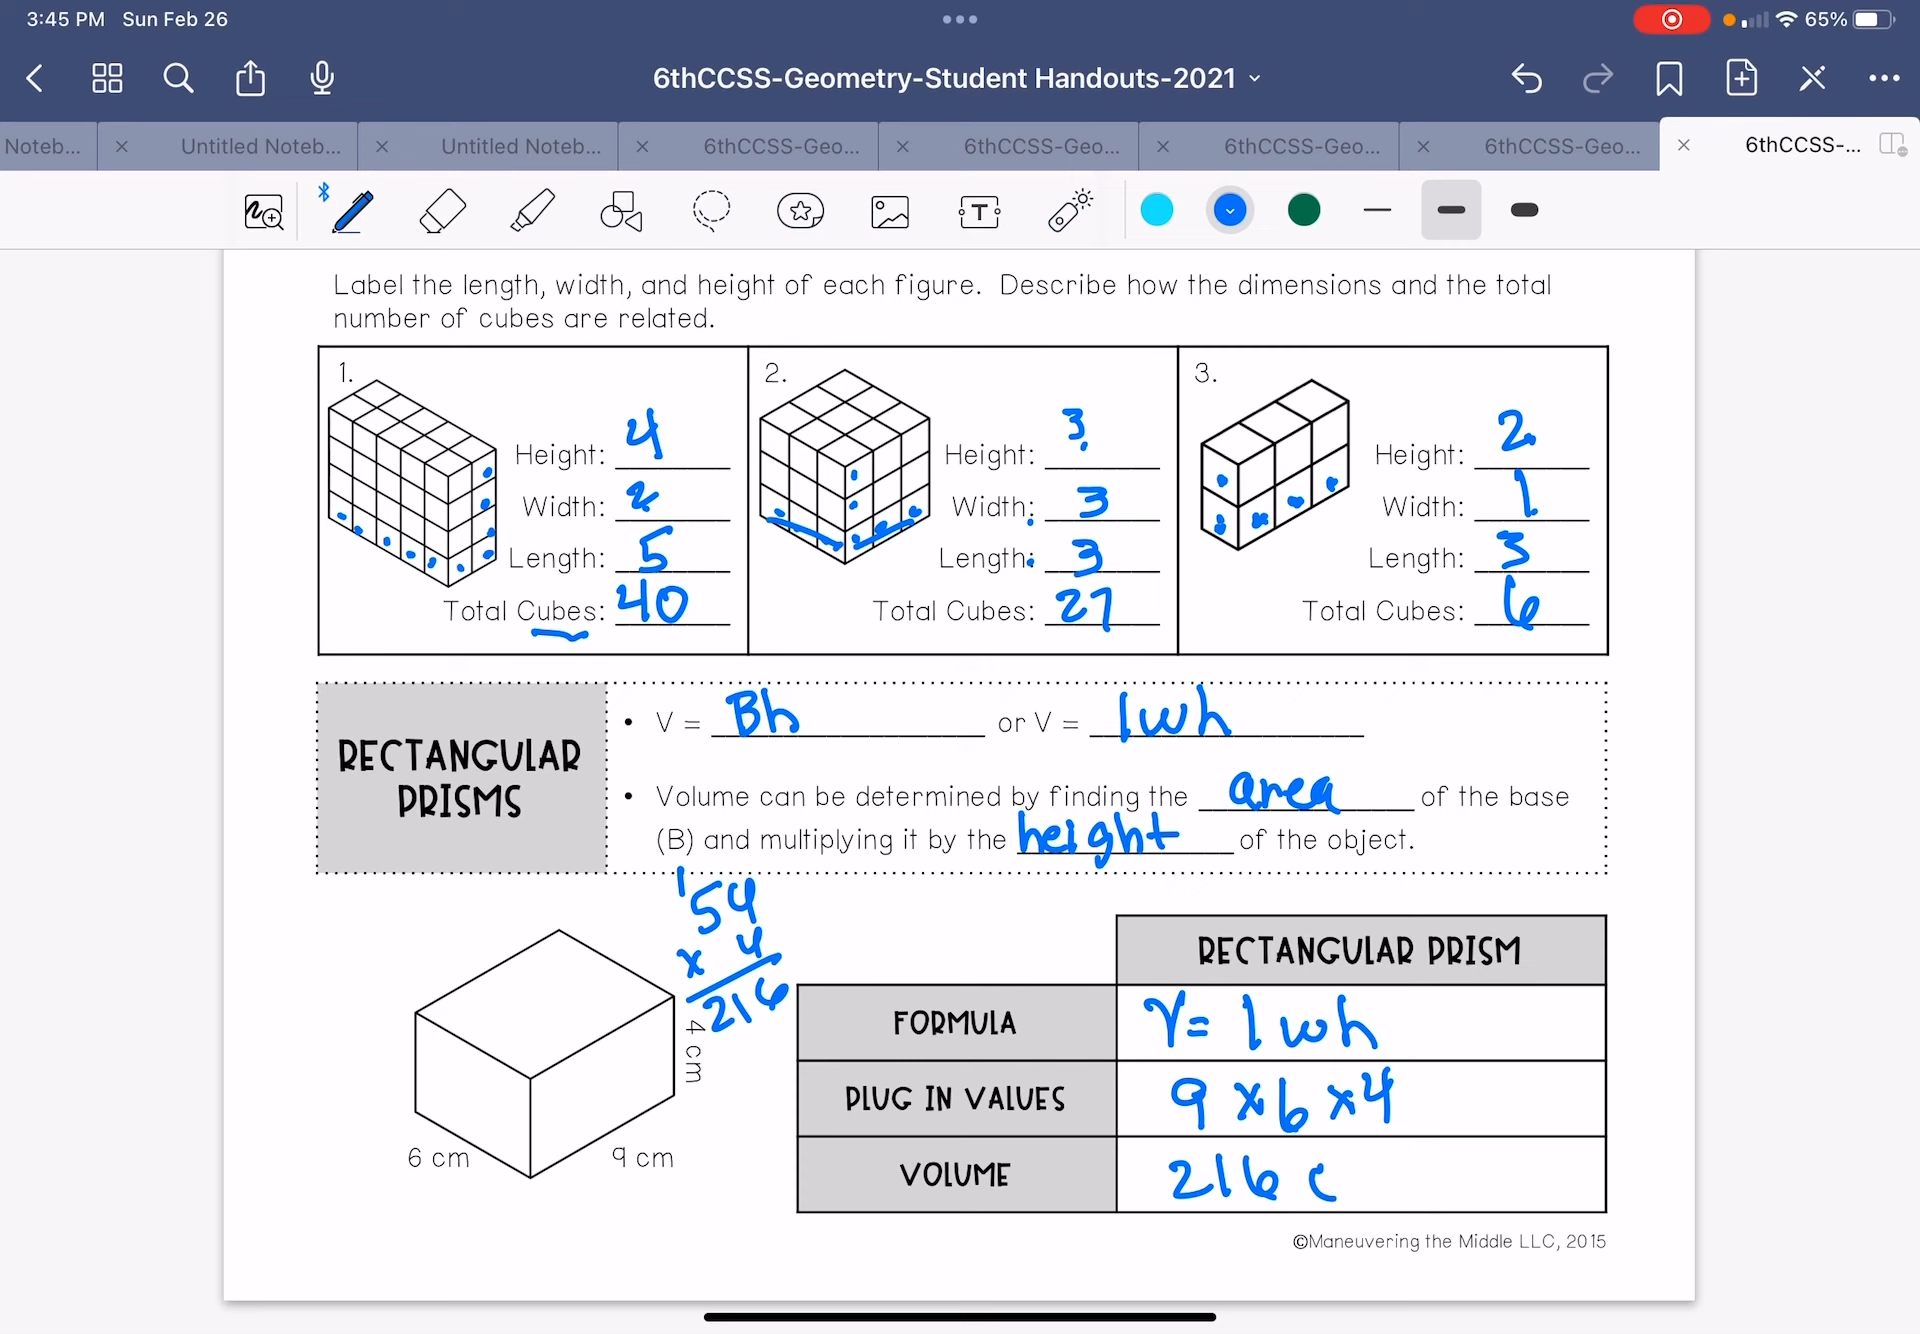 3:45 PM Sun Feb 26
65%
6thCCSS-Geometry-Student Handouts-2021
Noteb...
Untitled Noteb...
Untitled Noteb...
6thCCSS-Geo...
6thCCSS-Geo...
6thCCSS-Geo...
6thCCSS-Geo...
6thCCSS-...
T
Label the length, width, and height of each figure. Describe how the dimensions and the total
number of cubes are related.
1.
Height: 4
Width: 2
Length: 5
Total Cubes: 40
2.
Height: 3
Width: 3
Length: 3
Total Cubes: 27
3.
Height: 2
Width: 1
Length: 3
Total Cubes: 6
RECTANGULAR
PRISMS
• V = Bh or V = lwh
• Volume can be determined by finding the area of the base
(B) and multiplying it by the height of the object.
1
54
x 4
216
4 cm
6 cm
9 cm
RECTANGULAR PRISM
FORMULA V= lwh
PLUG IN VALUES 9 x 6 x 4
VOLUME 216 c
©Maneuvering the Middle LLC, 2015